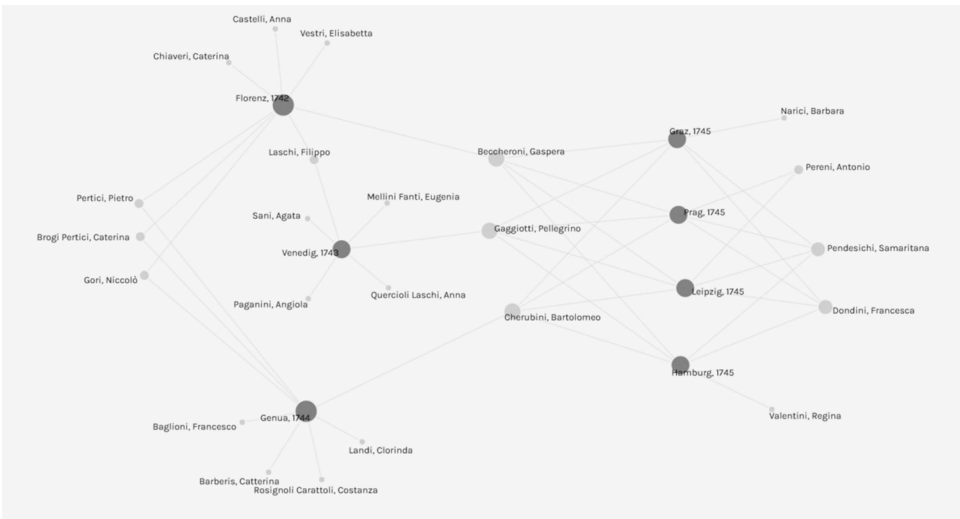 Castelli, Anna
Vestri, Elisabetta
Chiaveri, Caterina
Florenz, 1742
Narici, Barbara
Graz, 1745
Laschi, Filippo
Beccheroni, Gaspera
Pereni, Antonio
Pertici, Pietro
Mellini Fanti, Eugenia
Sani, Agata
Prag, 1745
Brogi Pertici, Caterina
Gaggiotti, Pellegrino
Venedig, 1743
Pendesichi, Samaritana
Gori, Niccolò
Quercioli Laschi, Anna
Leipzig, 1745
Paganini, Angiola
Cherubini, Bartolomeo
Dondini, Francesca
Hamburg, 1745
Genua, 1744
Valentini, Regina
Baglioni, Francesco
Landi, Clorinda
Barberis, Catterina
Rosignoli Carattoli, Costanza